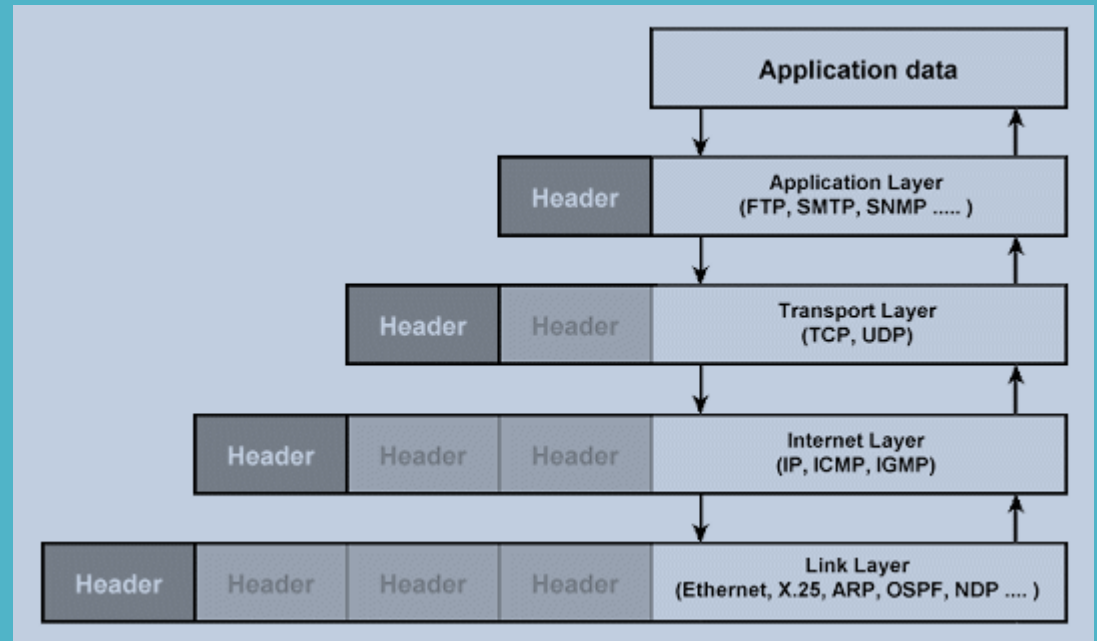 Application data
Header
Application Layer
(FTP, SMTP, SNMP ..... )
Header
Header
Transport Layer
(TCP, UDP)
Header
Header
Header
Internet Layer
(IP, ICMP, IGMP)
Header
Header
Header
Header
Link Layer
(Ethernet, X.25, ARP, OSPF, NDP .... )